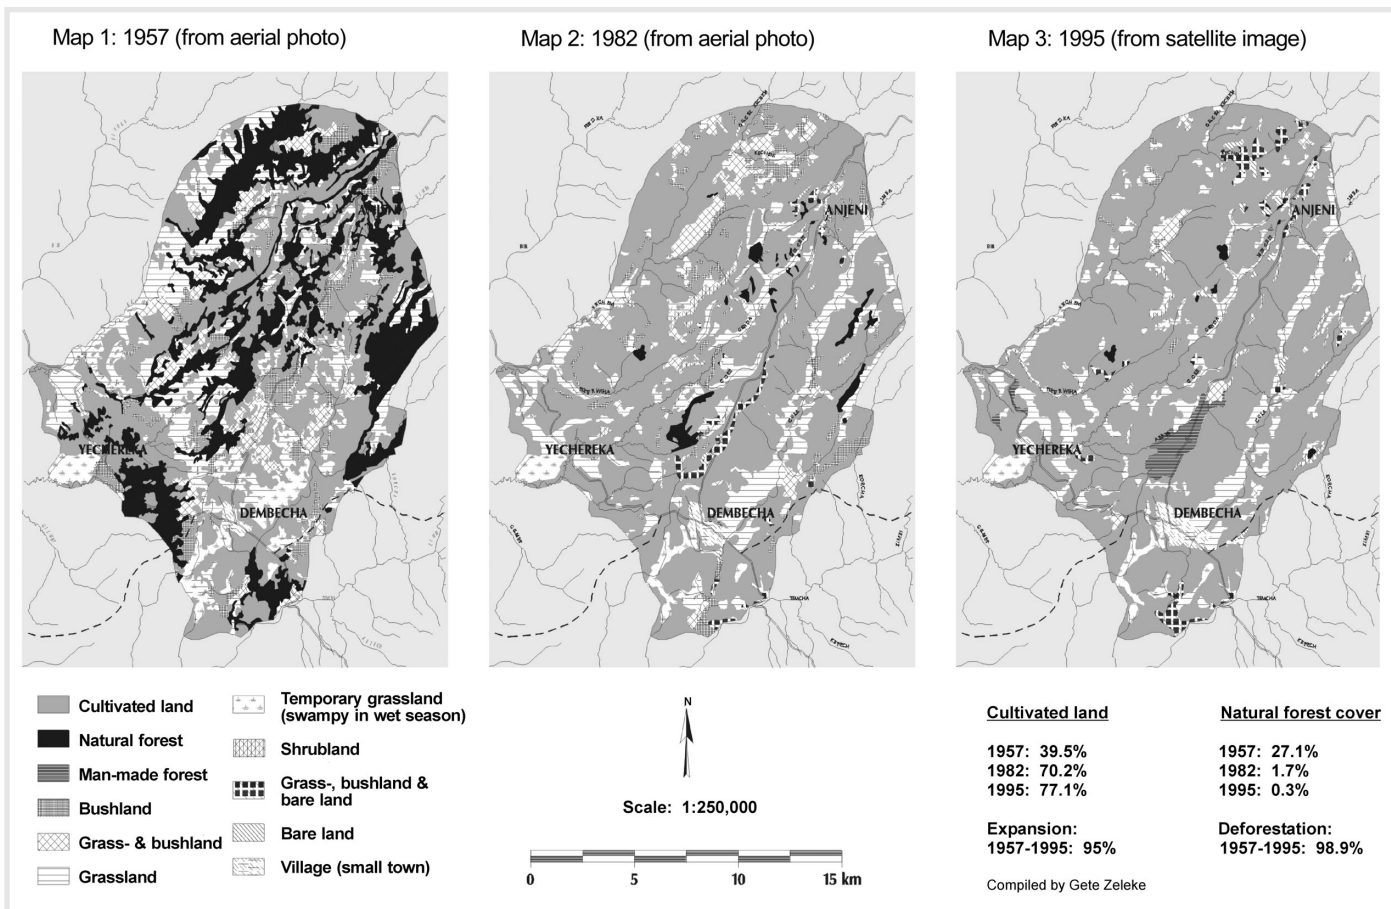 Map 1: 1957 (from aerial photo)
Map 2: 1982 (from aerial photo)
Map 3: 1995 (from satellite image)
YECHEREKA
DEMBECHA
ANJENI
YECHEREKA
DEMBECHA
TEMCHA
ANJENI
YECHEREKA
DEMBECHA
TEMCHA
Cultivated land
Natural forest
Man-made forest
Bushland
Grass- & bushland
Grassland
Temporary grassland
(swampy in wet season)
Shrubland
Grass-, bushland &
bare land
Bare land
Village (small town)
N
Scale: 1:250,000
0 5 10 15 km
Cultivated land
1957: 39.5%
1982: 70.2%
1995: 77.1%
Expansion:
1957-1995: 95%
Natural forest cover
1957: 27.1%
1982: 1.7%
1995: 0.3%
Deforestation:
1957-1995: 98.9%
Compiled by Gete Zeleke